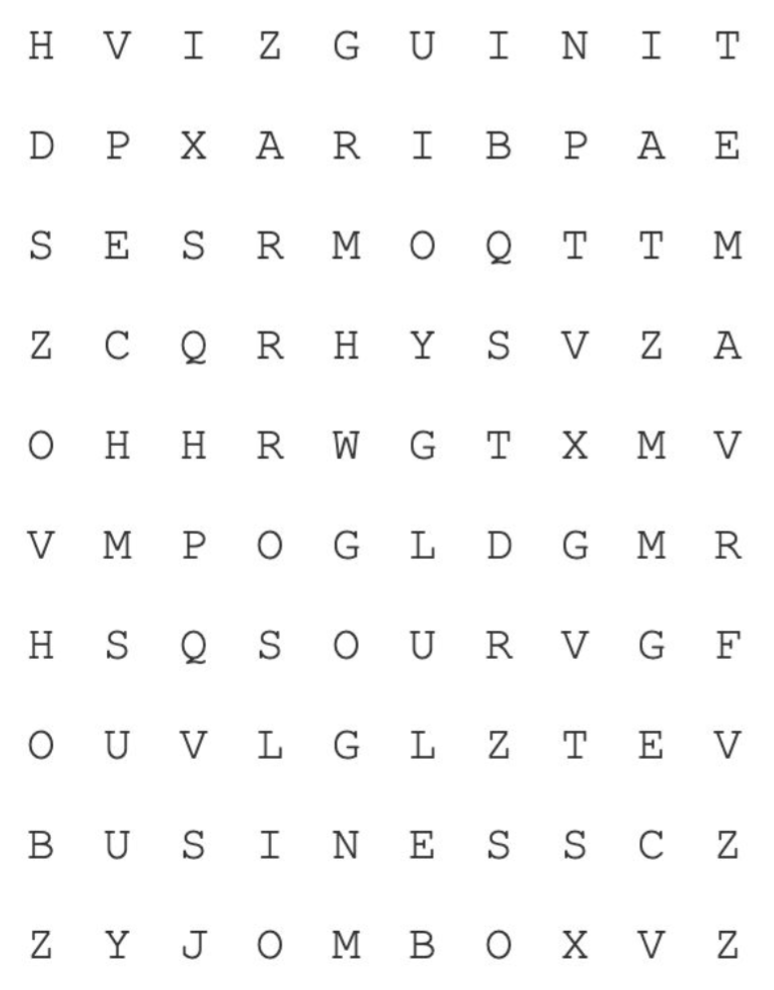 H V I Z G U I N I T
D P X A R I B P A E
S E S R M O Q T T M
Z C Q R H Y S V Z A
O H H R W G T X M V
V M P O G L D G M R
H S Q S O U R V G F
O U V L G L Z T E V
B U S I N E S S C Z
Z Y J O M B O X V Z